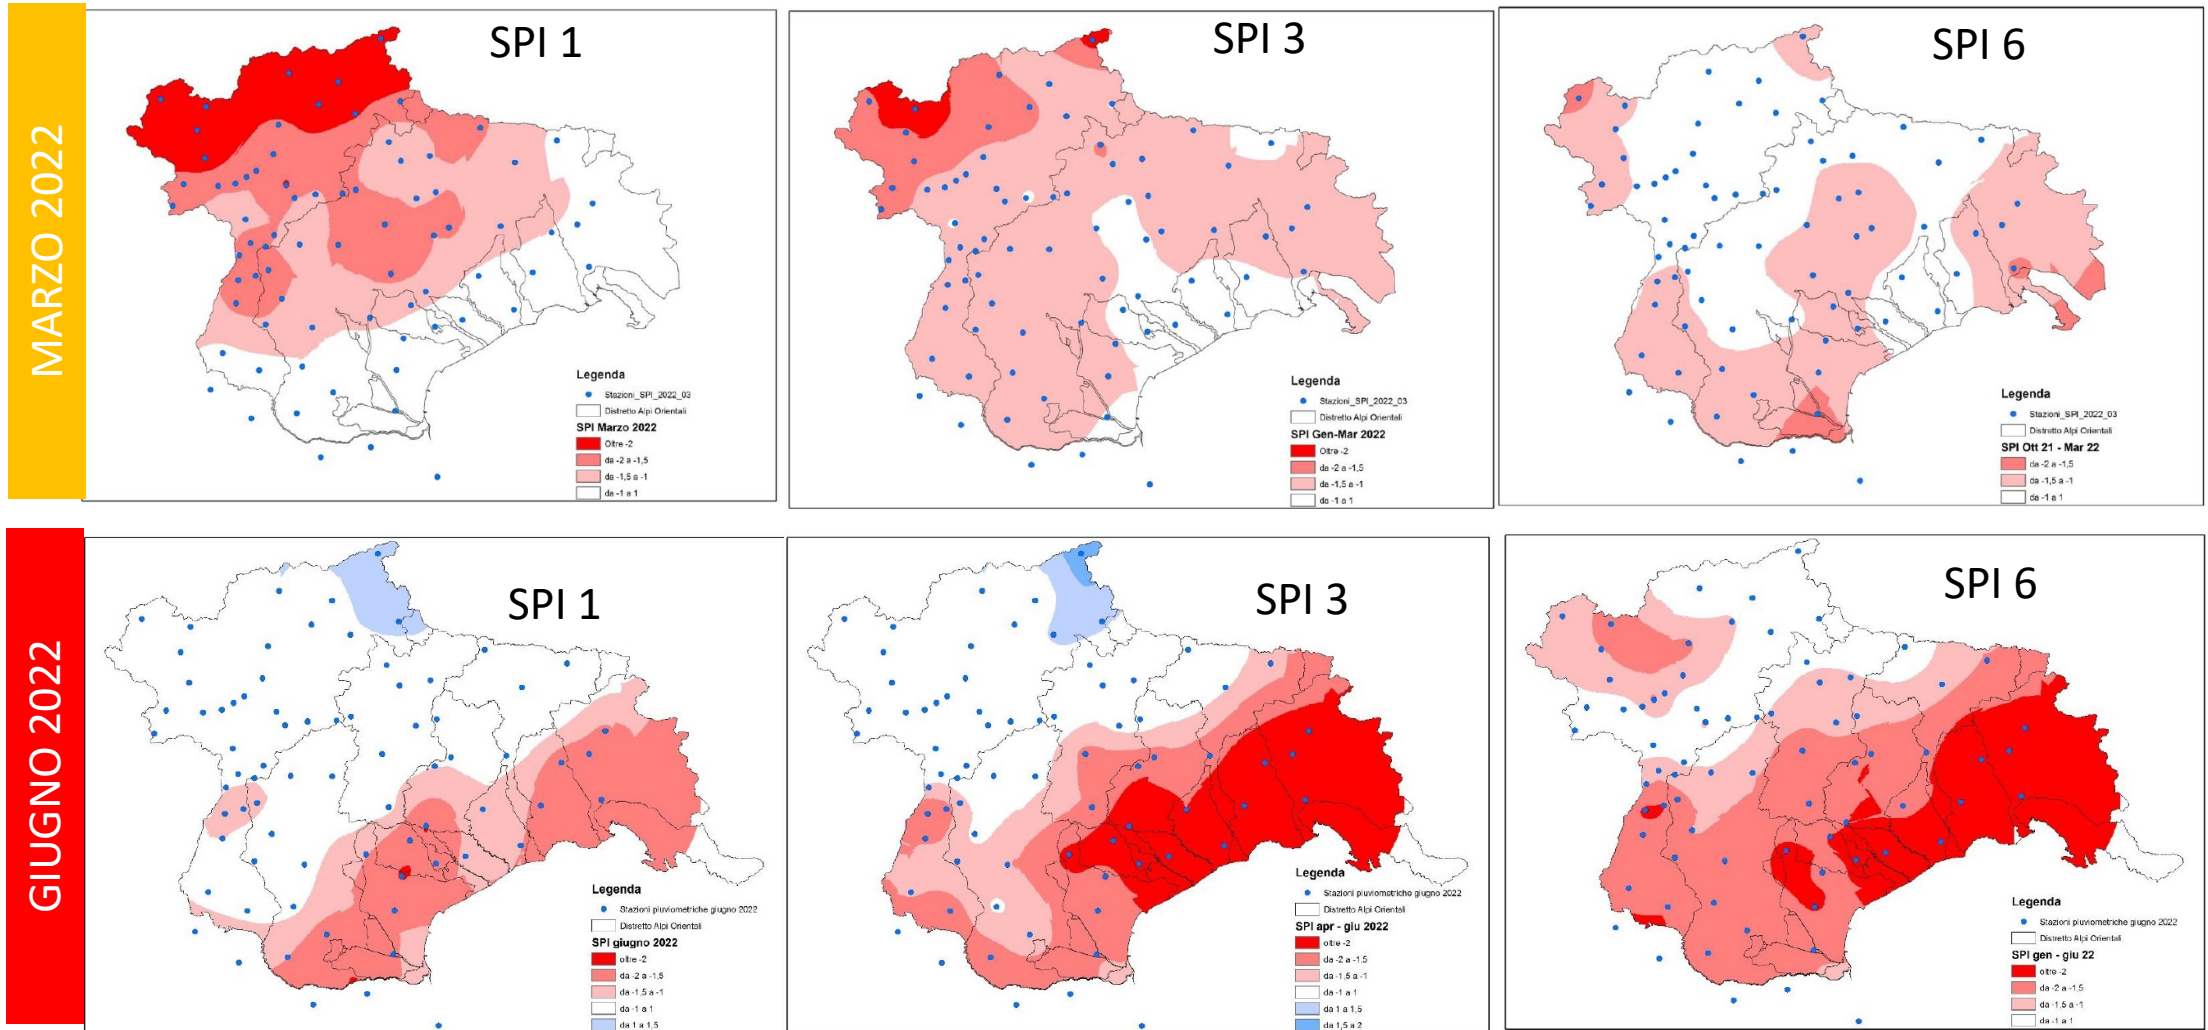 MARZO 2022
SPI 1
Legenda
Stazioni_SPI_2022_03
Distretto Alpi Orientali
SPI Marzo 2022
Oltre -2
da -2 a -1,5
da -1,5 a -1
da -1 a 1
SPI 3
Legenda
Stazioni_SPI_2022_03
Distretto Alpi Orientali
SPI Gen-Mar 2022
Oltre -2
da -2 a -1,5
da -1,5 a -1
da -1 a 1
SPI 6
Legenda
Stazioni_SPI_2022_03
Distretto Alpi Orientali
SPI Ott 21 - Mar 22
da -2 a -1,5
da -1,5 a -1
da -1 a 1
GIUGNO 2022
SPI 1
Legenda
Stazioni pluviometriche giugno 2022
Distretto Alpi Orientali
SPI giugno 2022
oltre -2
da -2 a -1,5
da -1,5 a -1
da -1 a 1
da 1 a 1,5
SPI 3
Legenda
Stazioni pluviometriche giugno 2022
Distretto Alpi Orientali
SPI apr - giu 2022
oltre -2
da -2 a -1,5
da -1,5 a -1
da -1 a 1
da 1 a 1,5
da 1,5 a 2
SPI 6
Legenda
Stazioni pluviometriche giugno 2022
Distretto Alpi Orientali
SPI gen - giu 22
oltre -2
da -2 a -1,5
da -1,5 a -1
da -1 a 1